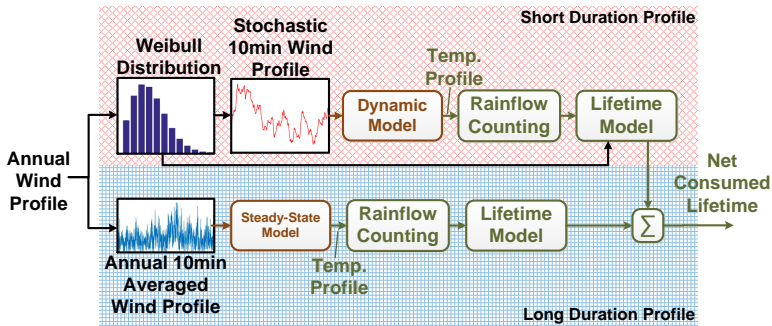 Short Duration Profile
Weibull
Distribution
Stochastic
10min Wind
Profile
Temp.
Profile
Dynamic
Model
Rainflow
Counting
Lifetime
Model
Annual
Wind
Profile
Net
Consumed
Lifetime
Steady-State
Model
Rainflow
Counting
Lifetime
Model
Σ
Temp.
Profile
Annual 10min
Averaged
Wind Profile
Long Duration Profile